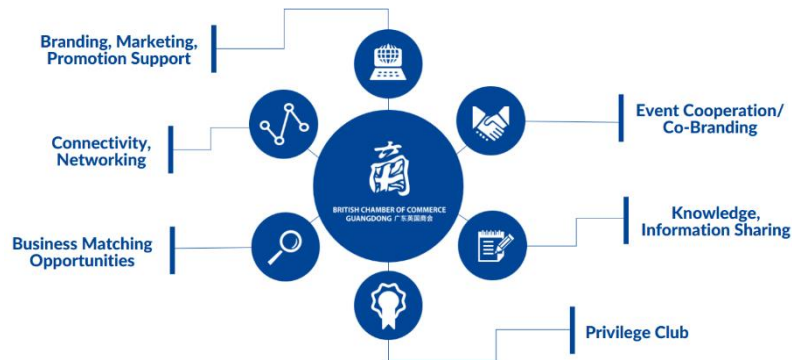 Branding, Marketing,
Promotion Support
Connectivity,
Networking
Business Matching
Opportunities
商
BRITISH CHAMBER OF COMMERCE
GUANGDONG 广东英国商会
Event Cooperation/
Co-Branding
Knowledge,
Information Sharing
Privilege Club